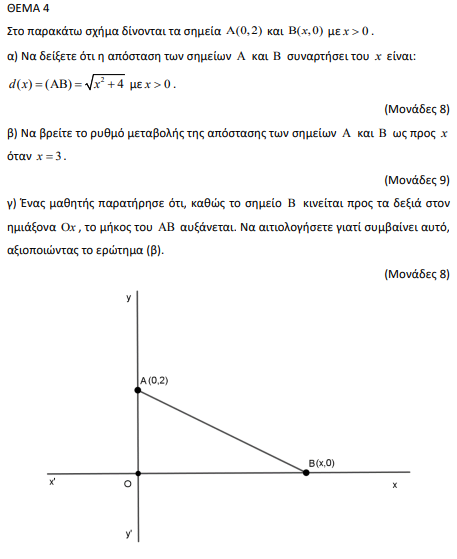 ΘΕΜΑ 4
Στο παρακάτω σχήμα δίνονται τα σημεία A(0,2) και B(x,0) με x > 0 .
α) Να δείξετε ότι η απόσταση των σημείων A και B συναρτήσει του x είναι:
d(x) = (AB) = √(x² + 4) με x > 0 .
(Μονάδες 8)
β) Να βρείτε το ρυθμό μεταβολής της απόστασης των σημείων A και B ως προς x
όταν x = 3 .
(Μονάδες 9)
γ) Ένας μαθητής παρατήρησε ότι, καθώς το σημείο B κινείται προς τα δεξιά στον
ημιάξονα Ox , το μήκος του AB αυξάνεται. Να αιτιολογήσετε γιατί συμβαίνει αυτό,
αξιοποιώντας το ερώτημα (β).
(Μονάδες 8)
y
A(0,2)
B(x,0)
x'
O
x
y'